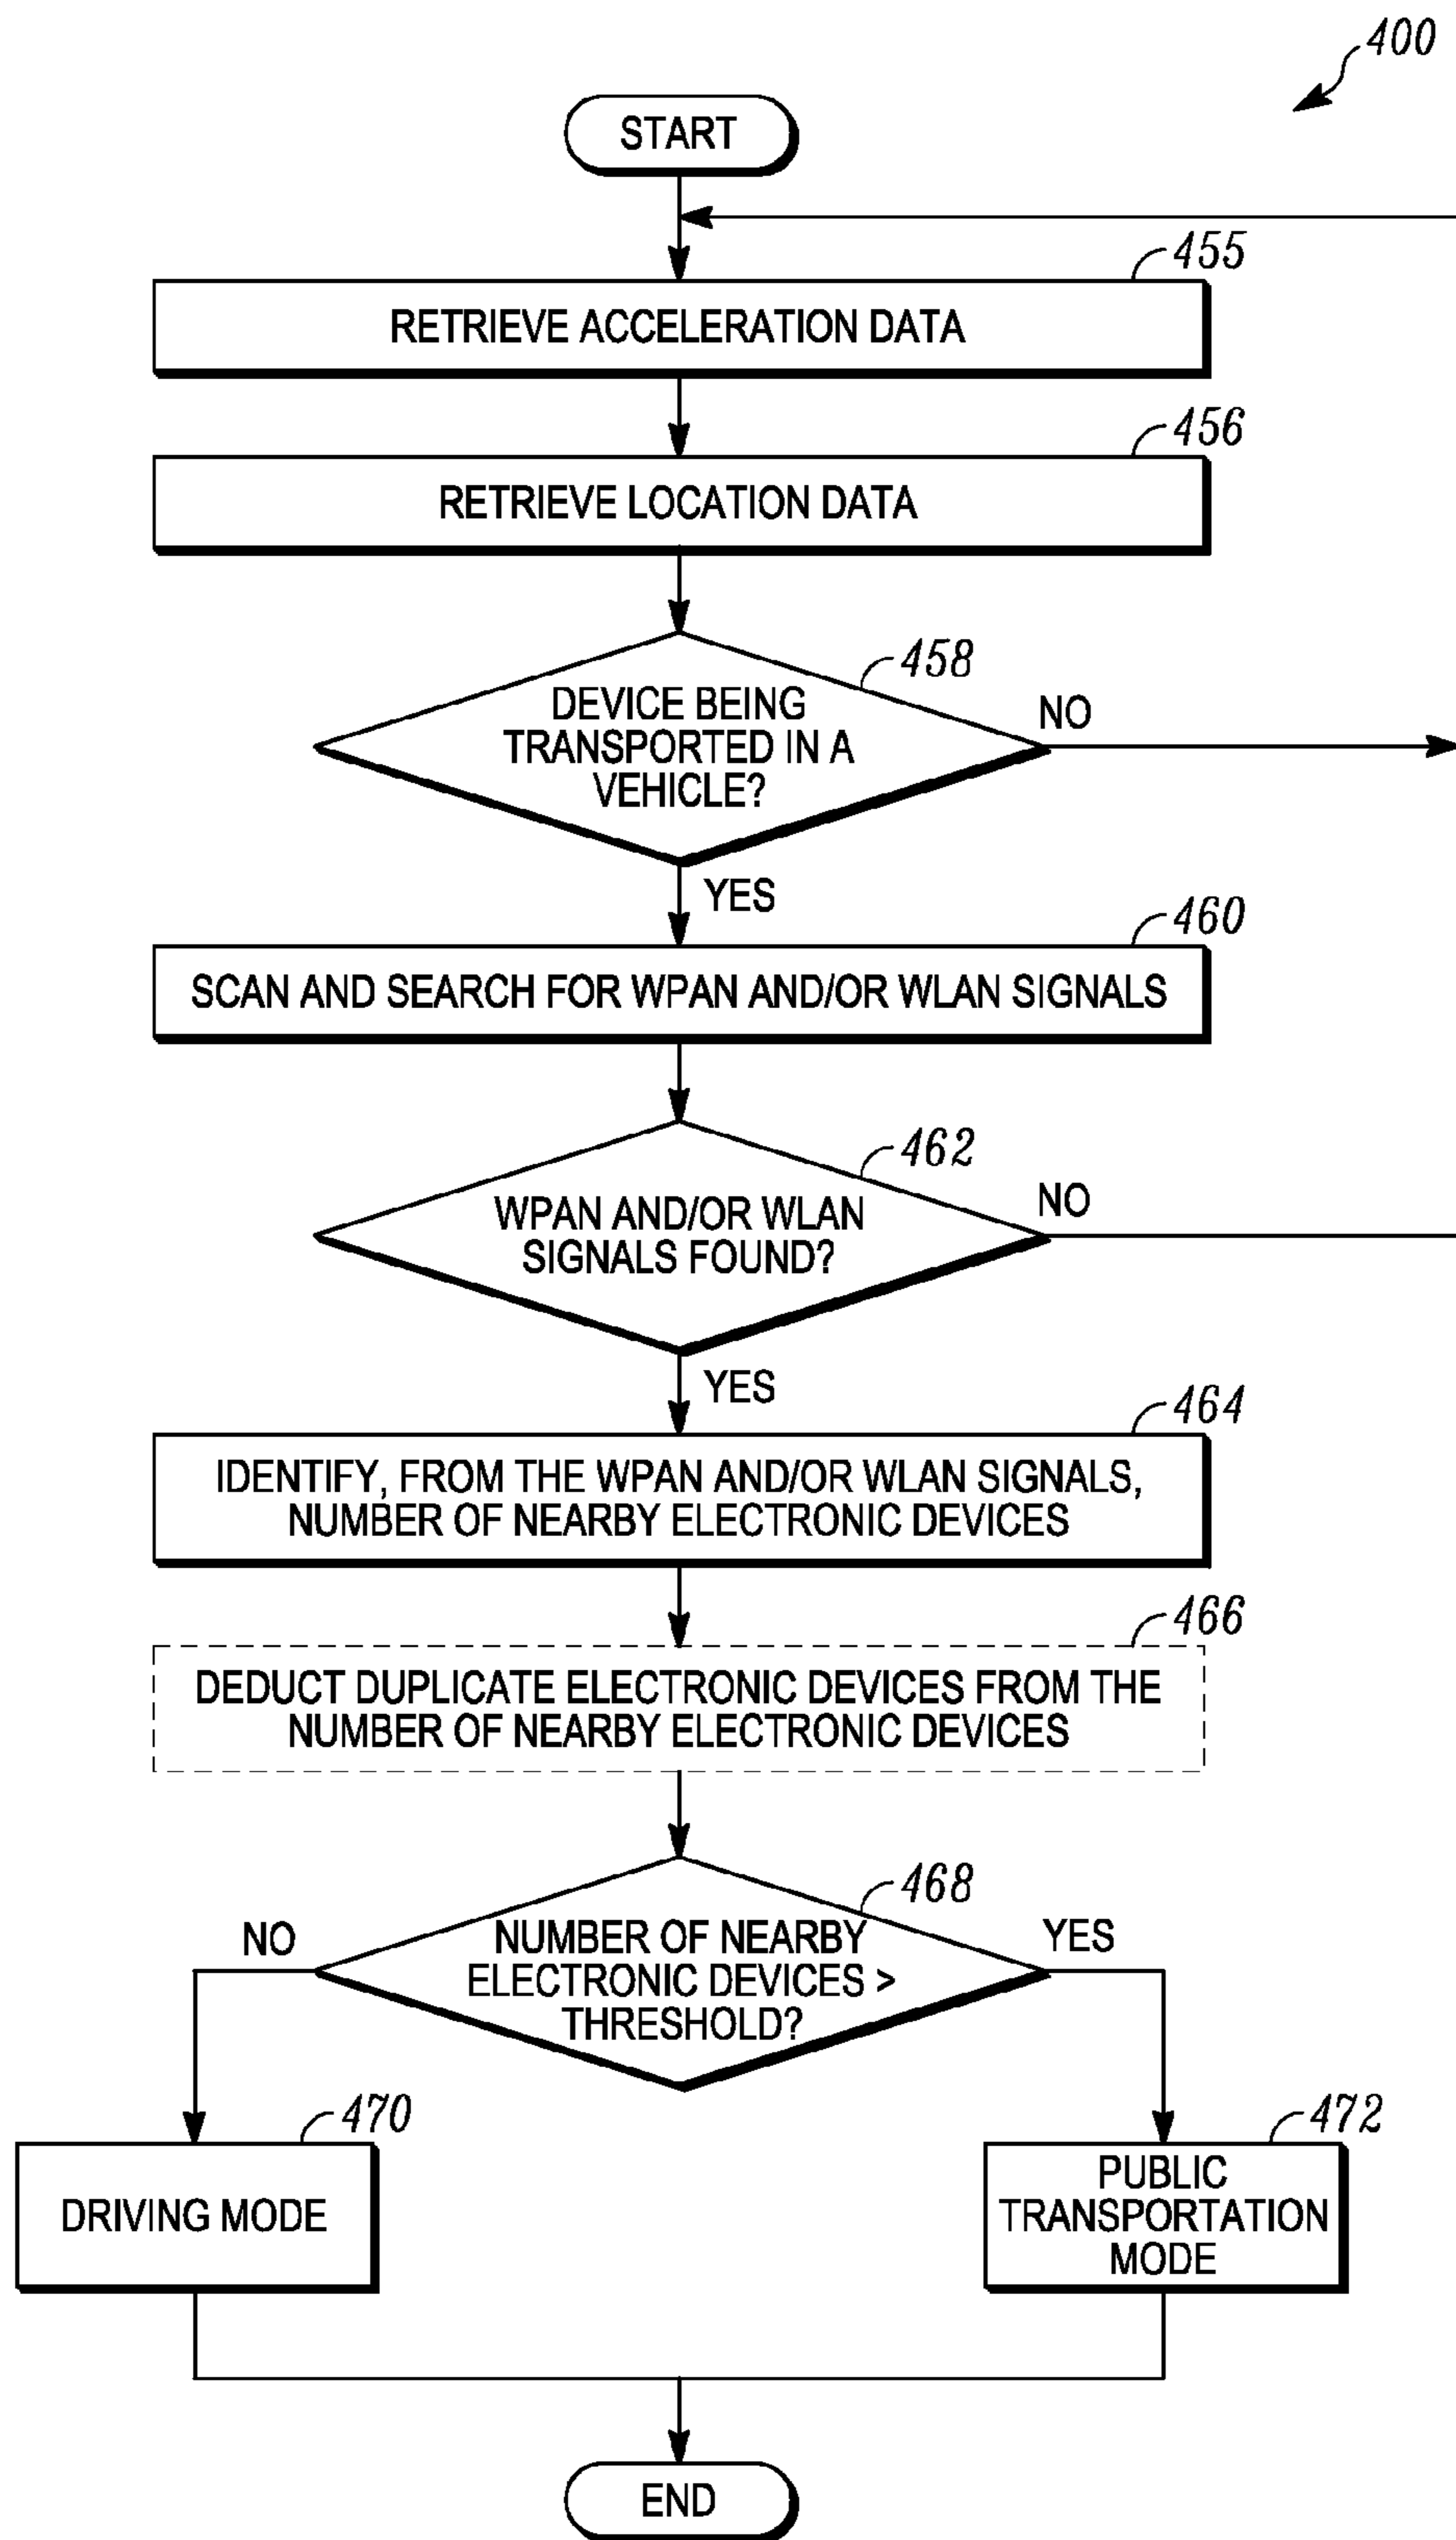 400
START
455
RETRIEVE ACCELERATION DATA
456
RETRIEVE LOCATION DATA
458
DEVICE BEING
TRANSPORTED IN A
VEHICLE?
NO
YES
460
SCAN AND SEARCH FOR WPAN AND/OR WLAN SIGNALS
462
WPAN AND/OR WLAN
SIGNALS FOUND?
NO
YES
464
IDENTIFY, FROM THE WPAN AND/OR WLAN SIGNALS,
NUMBER OF NEARBY ELECTRONIC DEVICES
466
DEDUCT DUPLICATE ELECTRONIC DEVICES FROM THE
NUMBER OF NEARBY ELECTRONIC DEVICES
468
NO
NUMBER OF NEARBY
ELECTRONIC DEVICES >
THRESHOLD?
YES
470
DRIVING MODE
472
PUBLIC
TRANSPORTATION
MODE
END